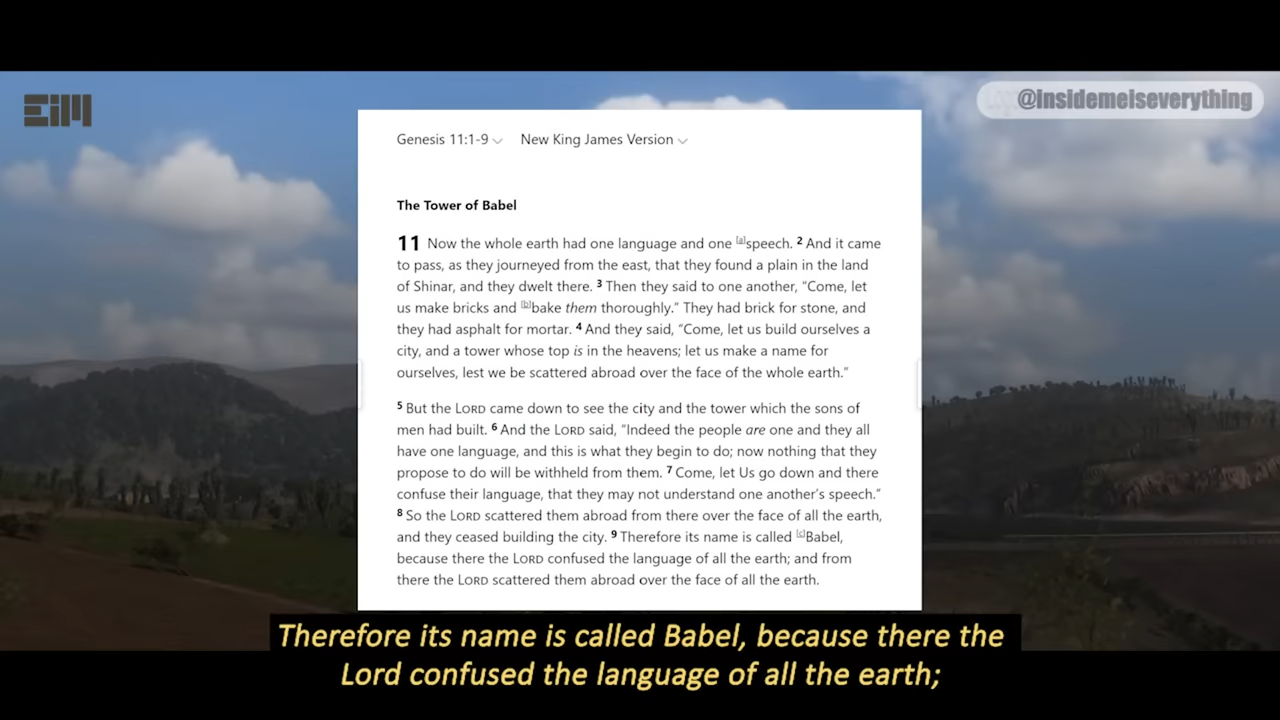 EiM
@Insidemeiseverything
Genesis 11:1-9 New King James Version
The Tower of Babel
11 Now the whole earth had one language and one [a]speech. 2 And it came
to pass, as they journeyed from the east, that they found a plain in the land
of Shinar, and they dwelt there. 3 Then they said to one another, “Come, let
us make bricks and [b]bake them thoroughly.” They had brick for stone, and
they had asphalt for mortar. 4 And they said, “Come, let us build ourselves a
city, and a tower whose top is in the heavens; let us make a name for
ourselves, lest we be scattered abroad over the face of the whole earth.”
5 But the LORD came down to see the city and the tower which the sons of
men had built. 6 And the LORD said, “Indeed the people are one and they all
have one language, and this is what they begin to do; now nothing that they
propose to do will be withheld from them. 7 Come, let Us go down and there
confuse their language, that they may not understand one another’s speech.”
8 So the LORD scattered them abroad from there over the face of all the earth,
and they ceased building the city. 9 Therefore its name is called [c]Babel,
because there the LORD confused the language of all the earth; and from
there the LORD scattered them abroad over the face of all the earth.
Therefore its name is called Babel, because there the
Lord confused the language of all the earth;